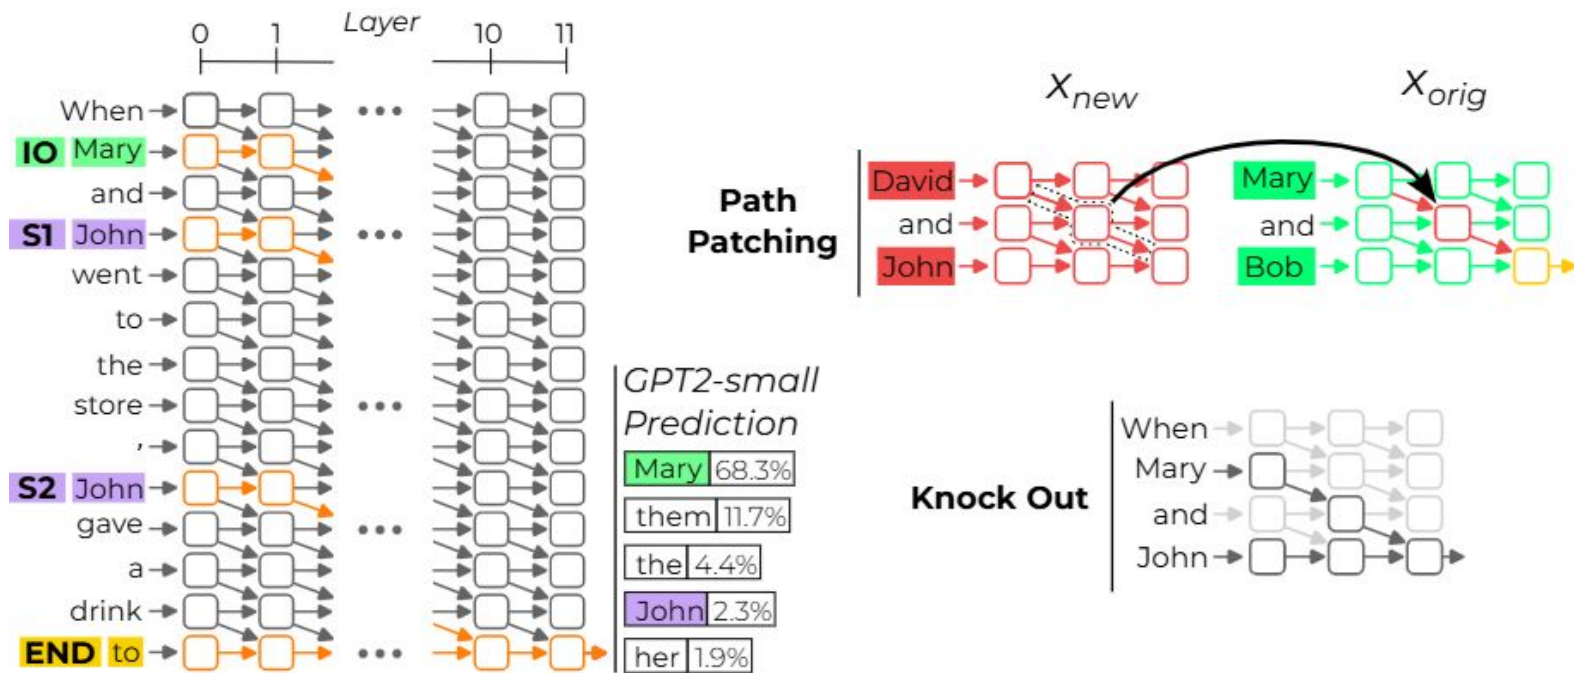 Layer
0 1 10 11
When
IO Mary
and
S1 John
went
to
the
store
,
S2 John
gave
a
drink
END to
GPT2-small
Prediction
Mary 68.3%
them 11.7%
the 4.4%
John 2.3%
her 1.9%
Xnew Xorig
Path
Patching
David
and
John
Mary
and
Bob
Knock Out
When
Mary
and
John